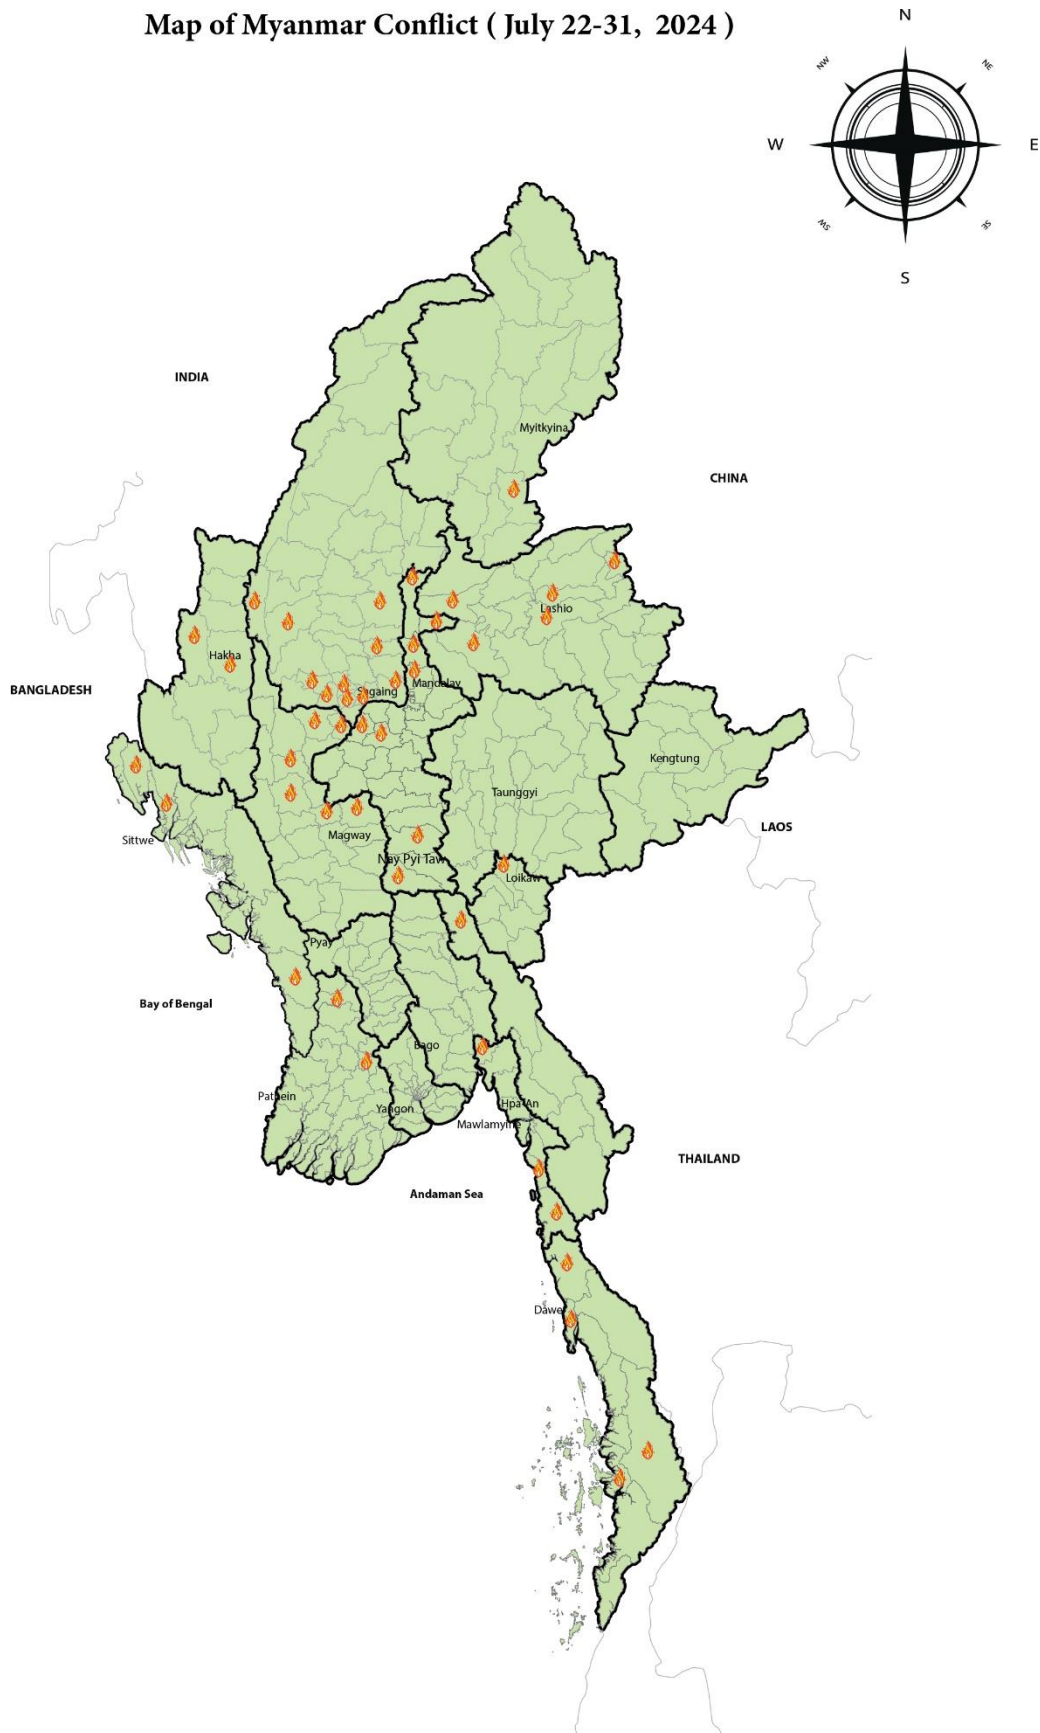 Map of Myanmar Conflict ( July 22-31,  2024 )
N
NW
NE
W
E
SW
SE
S
INDIA
Myitkyina
CHINA
Lashio
Hakha
BANGLADESH
Mandalay
Sagaing
Kengtung
Taunggyi
LAOS
Sittwe
Magway
Nay Pyi Taw
Loikaw
Pyay
Bay of Bengal
Bago
Pathein
Yangon
Hpa-An
Mawlamyine
THAILAND
Andaman Sea
Dawei